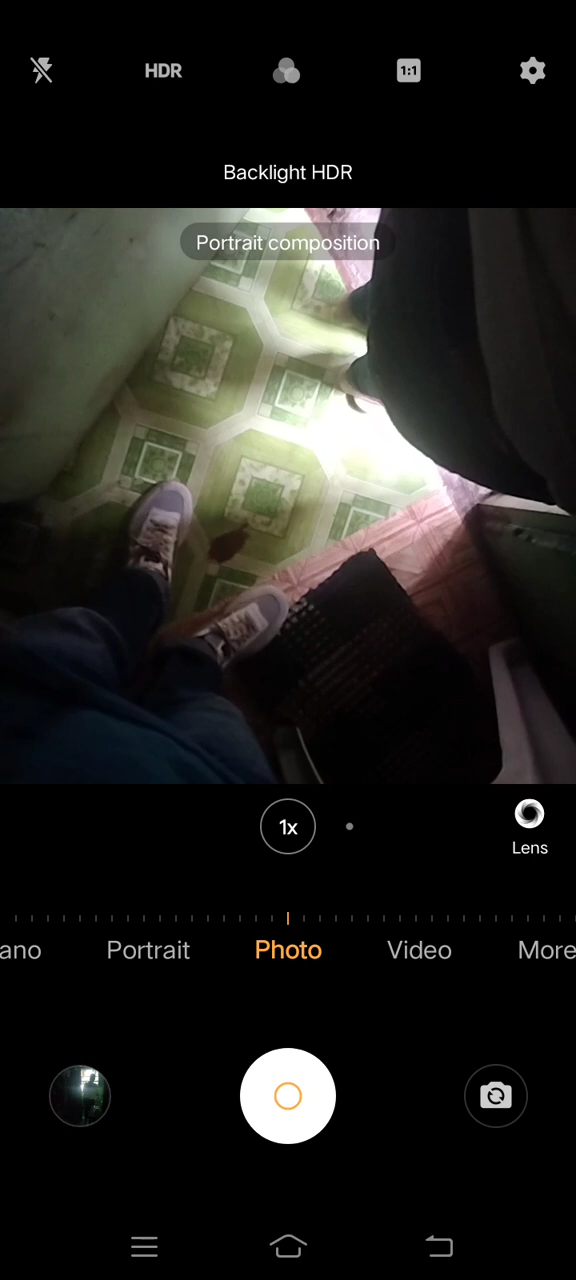 HDR
1:1
Backlight HDR
Portrait composition
1x
Lens
ano
Portrait
Photo
Video
More